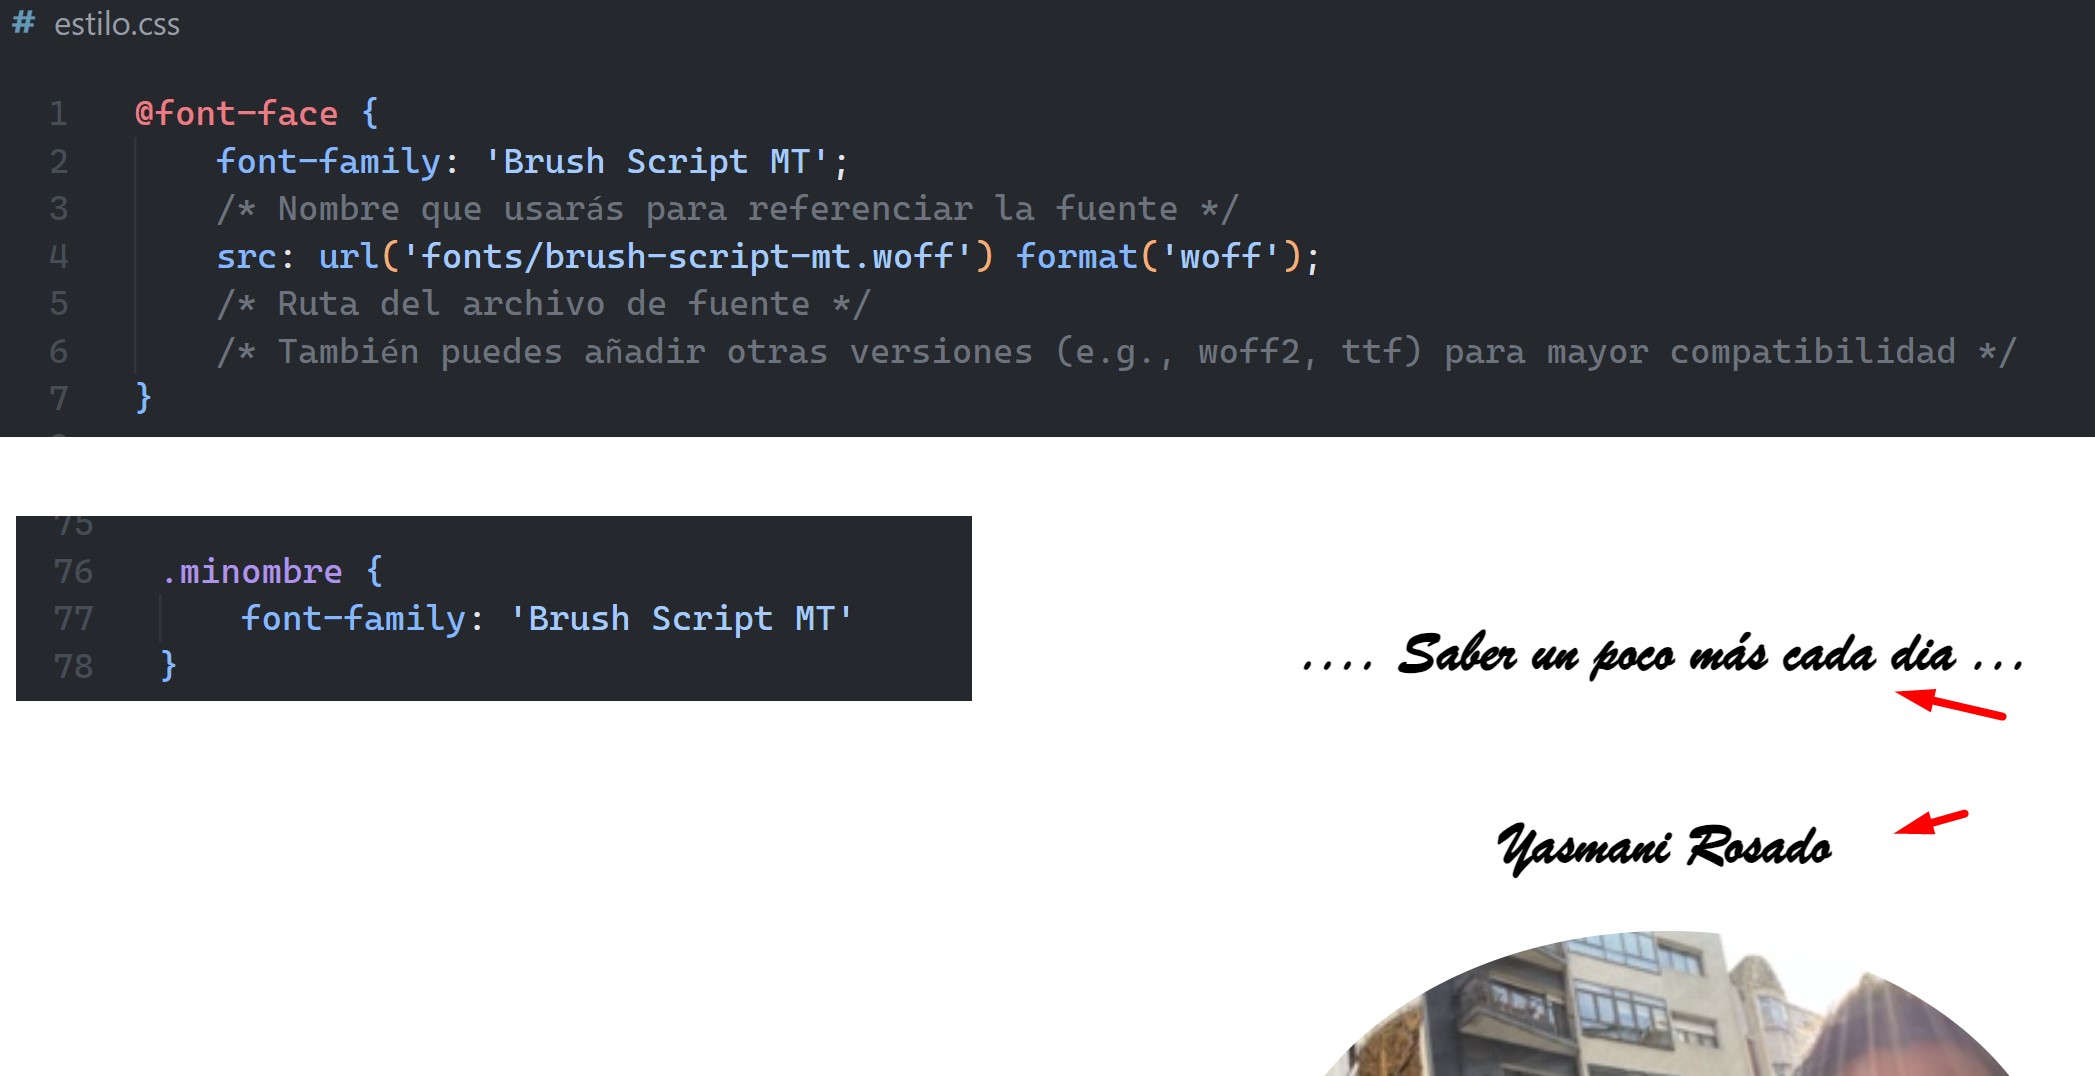 # estilo.css
1 @font-face {
2 font-family: 'Brush Script MT';
3 /* Nombre que usarás para referenciar la fuente */
4 src: url('fonts/brush-script-mt.woff') format('woff');
5 /* Ruta del archivo de fuente */
6 /* También puedes añadir otras versiones (e.g., woff2, ttf) para mayor compatibilidad */
7 }
75
76 .minombre {
77 font-family: 'Brush Script MT'
78 }
.... Saber un poco más cada dia ...
Yasmani Rosado